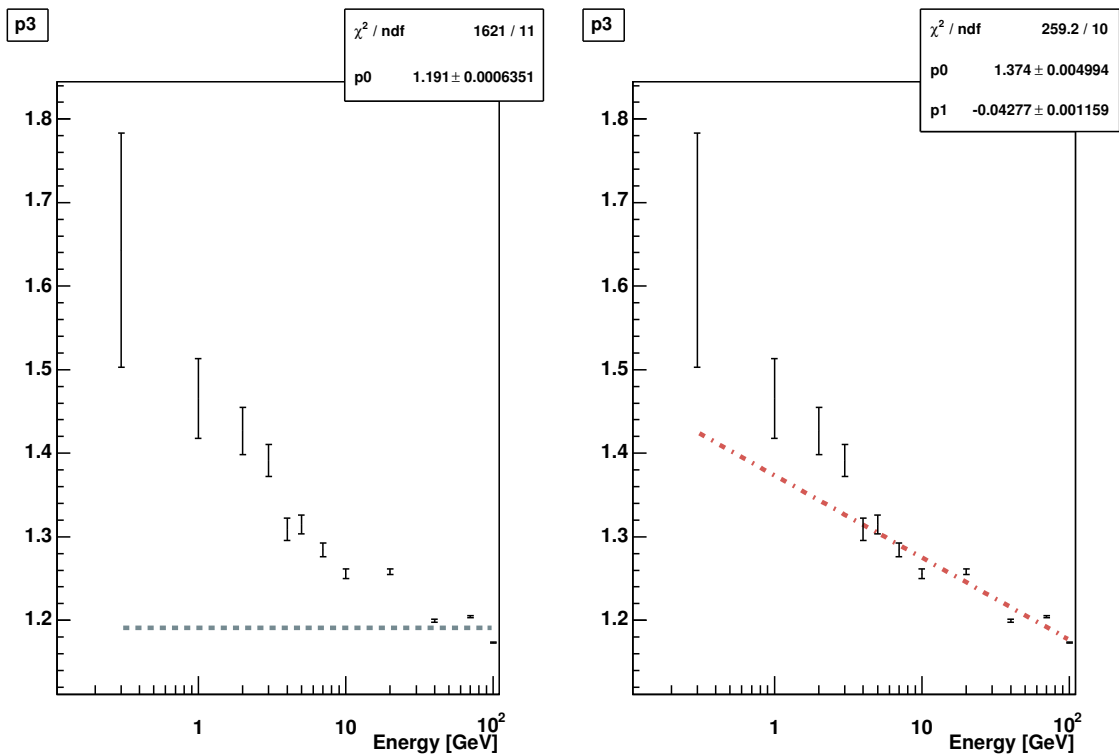 p3
χ² / ndf 1621 / 11
p0 1.191 ± 0.0006351
1.8
1.7
1.6
1.5
1.4
1.3
1.2
1 10 10²
Energy [GeV]
p3
χ² / ndf 259.2 / 10
p0 1.374 ± 0.004994
p1 -0.04277 ± 0.001159
1.8
1.7
1.6
1.5
1.4
1.3
1.2
1 10 10²
Energy [GeV]